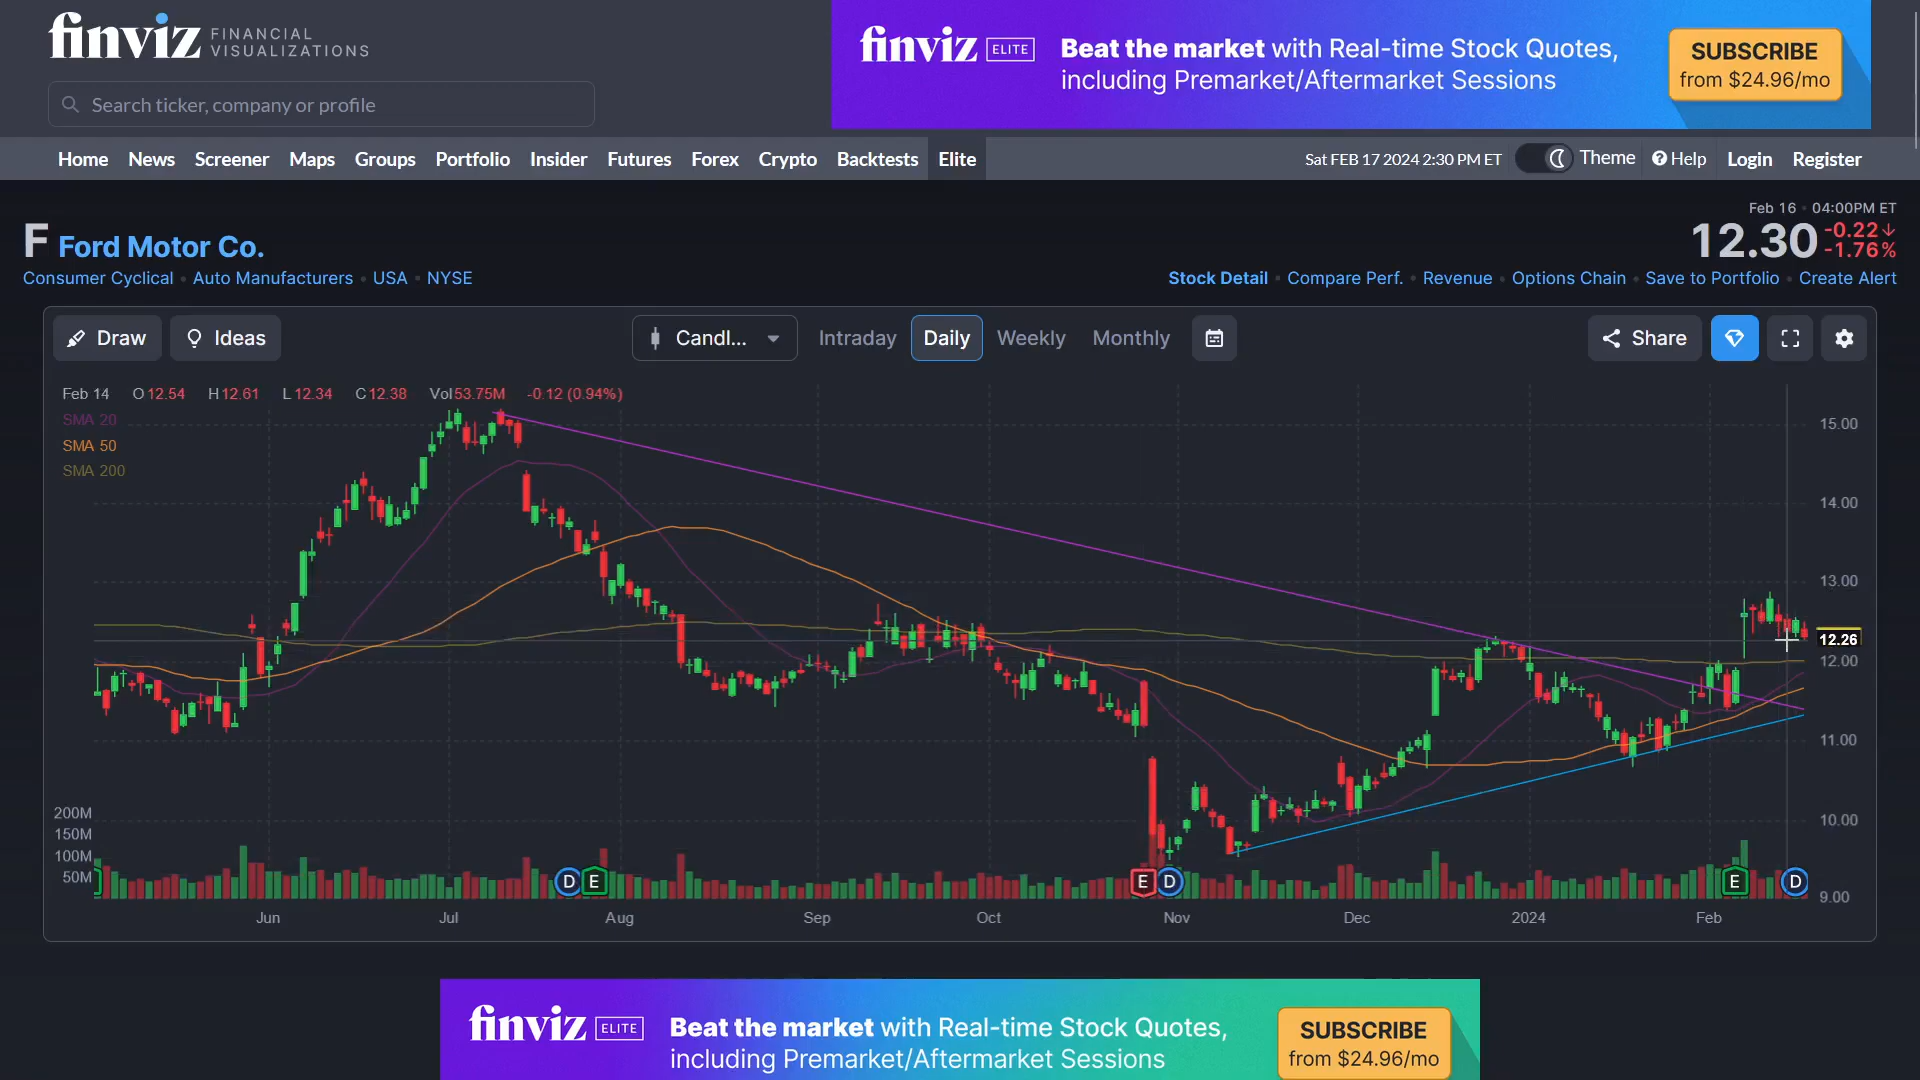 finviz FINANCIAL VISUALIZATIONS
Search ticker, company or profile
finviz ELITE
Beat the market with Real-time Stock Quotes,
including Premarket/Aftermarket Sessions
SUBSCRIBE
from $24.96/mo
Home News Screener Maps Groups Portfolio Insider Futures Forex Crypto Backtests Elite
Sat FEB 17 2024 2:30 PM ET Theme Help Login Register
F Ford Motor Co.
Consumer Cyclical • Auto Manufacturers • USA • NYSE
Feb 16 • 04:00PM ET
12.30 -0.22↓
-1.76%
Stock Detail • Compare Perf. • Revenue • Options Chain • Save to Portfolio • Create Alert
Draw Ideas Candl... Intraday Daily Weekly Monthly Share
Feb 14 O12.54 H12.61 L12.34 C12.38 Vol53.75M -0.12 (0.94%)
SMA 20
SMA 50
SMA 200
15.00
14.00
13.00
12.26
12.00
11.00
10.00
9.00
200M
150M
100M
50M
D E E D E D
Jun Jul Aug Sep Oct Nov Dec 2024 Feb
finviz ELITE
Beat the market with Real-time Stock Quotes,
including Premarket/Aftermarket Sessions
SUBSCRIBE
from $24.96/mo